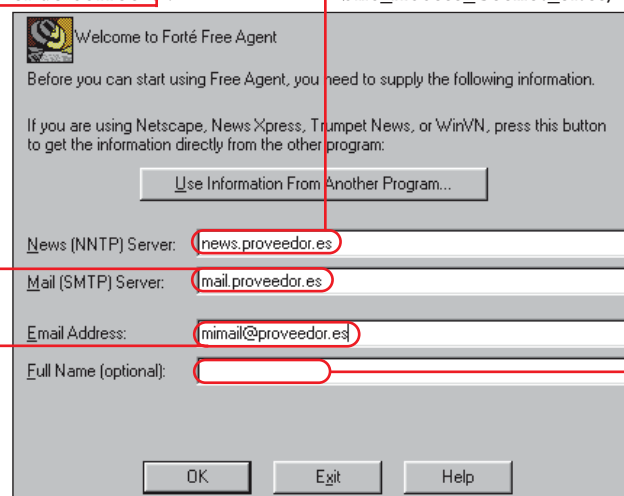 Welcome to Forté Free Agent
Before you can start using Free Agent, you need to supply the following information.
If you are using Netscape, News Xpress, Trumpet News, or WinVN, press this button
to get the information directly from the other program:
Use Information From Another Program...
News (NNTP) Server: news.proveedor.es
Mail (SMTP) Server: mail.proveedor.es
Email Address: mimail@proveedor.es
Full Name (optional):
OK Exit Help